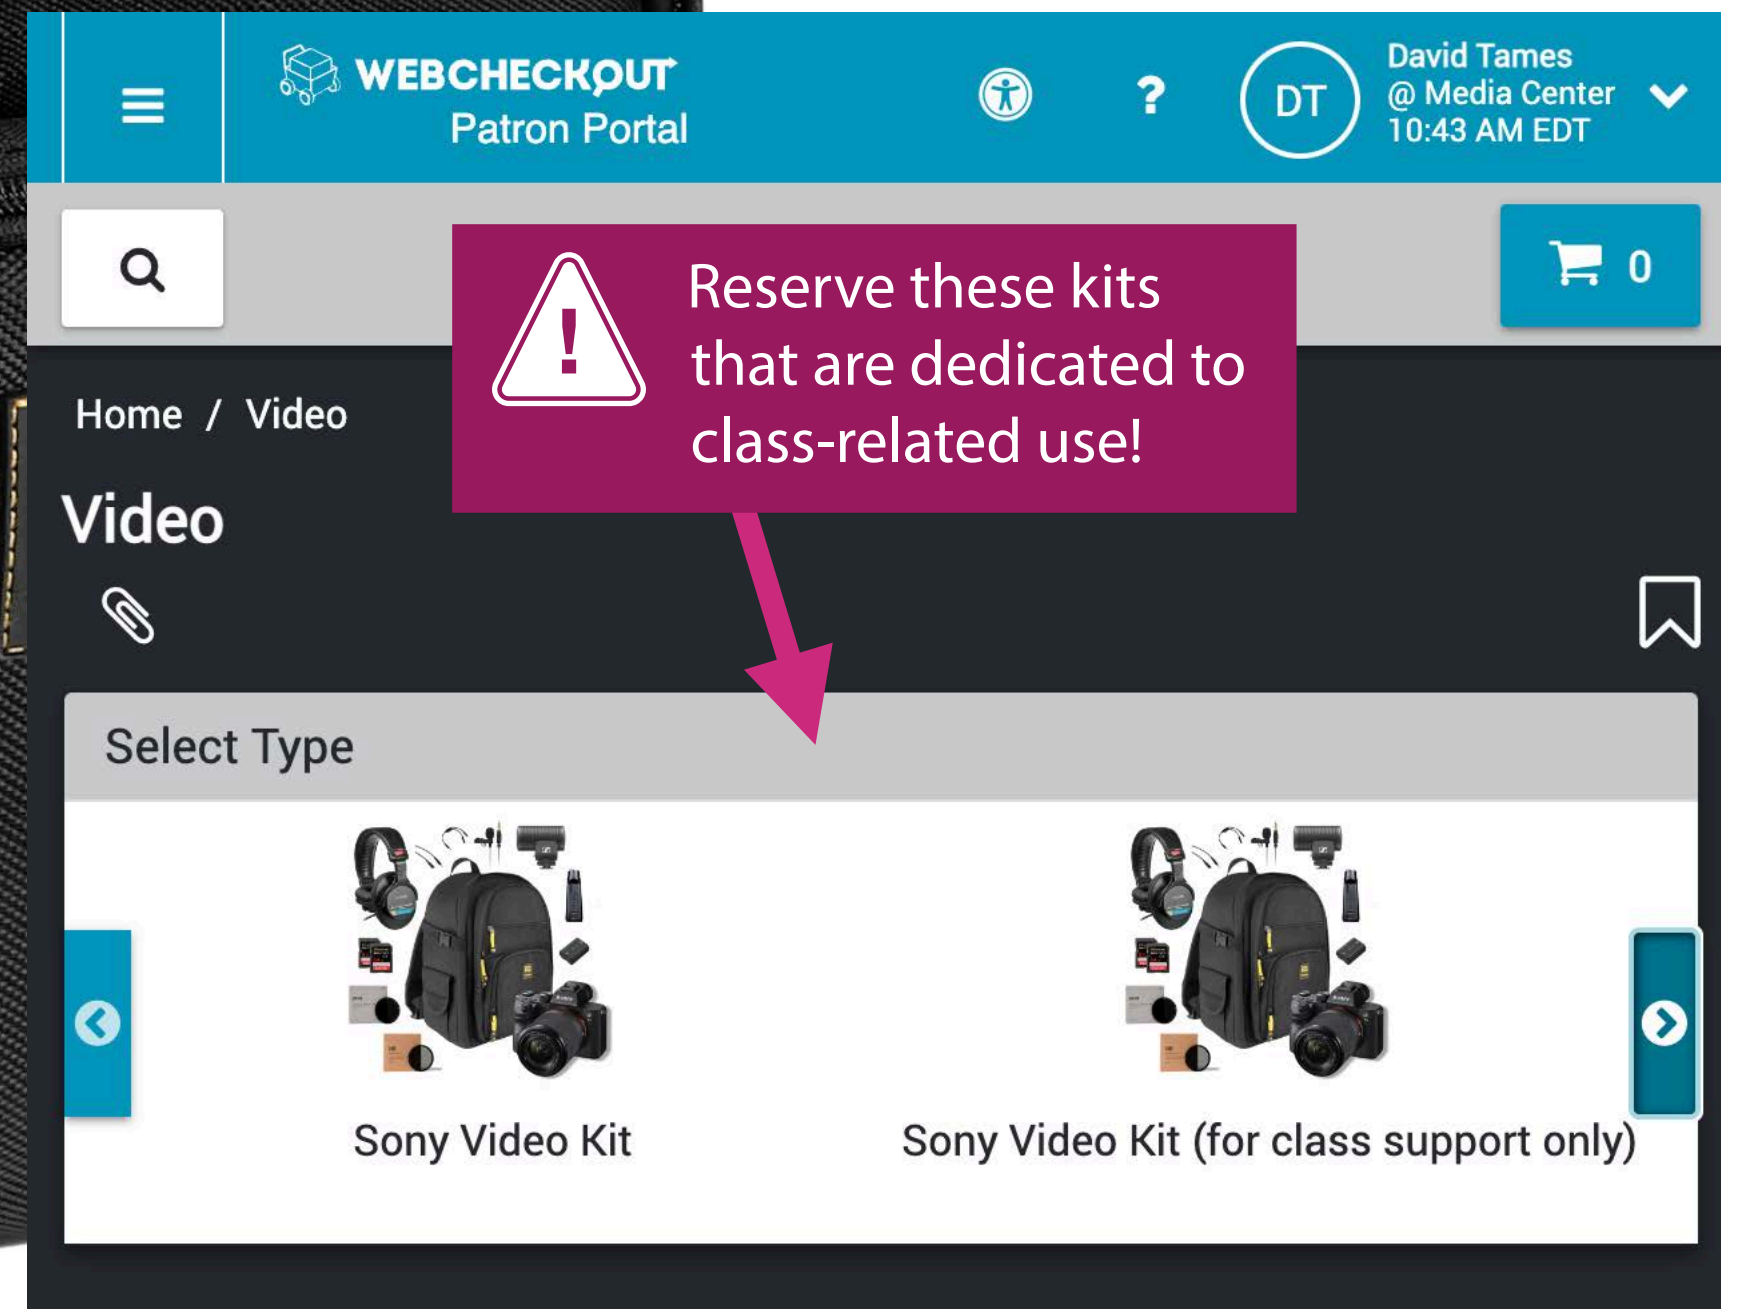 WEBCHECKOUT
Patron Portal
?
DT
David Tames
@ Media Center
10:43 AM EDT
0
!
Reserve these kits
that are dedicated to
class-related use!
Home / Video
Video
Select Type
Sony Video Kit
Sony Video Kit (for class support only)